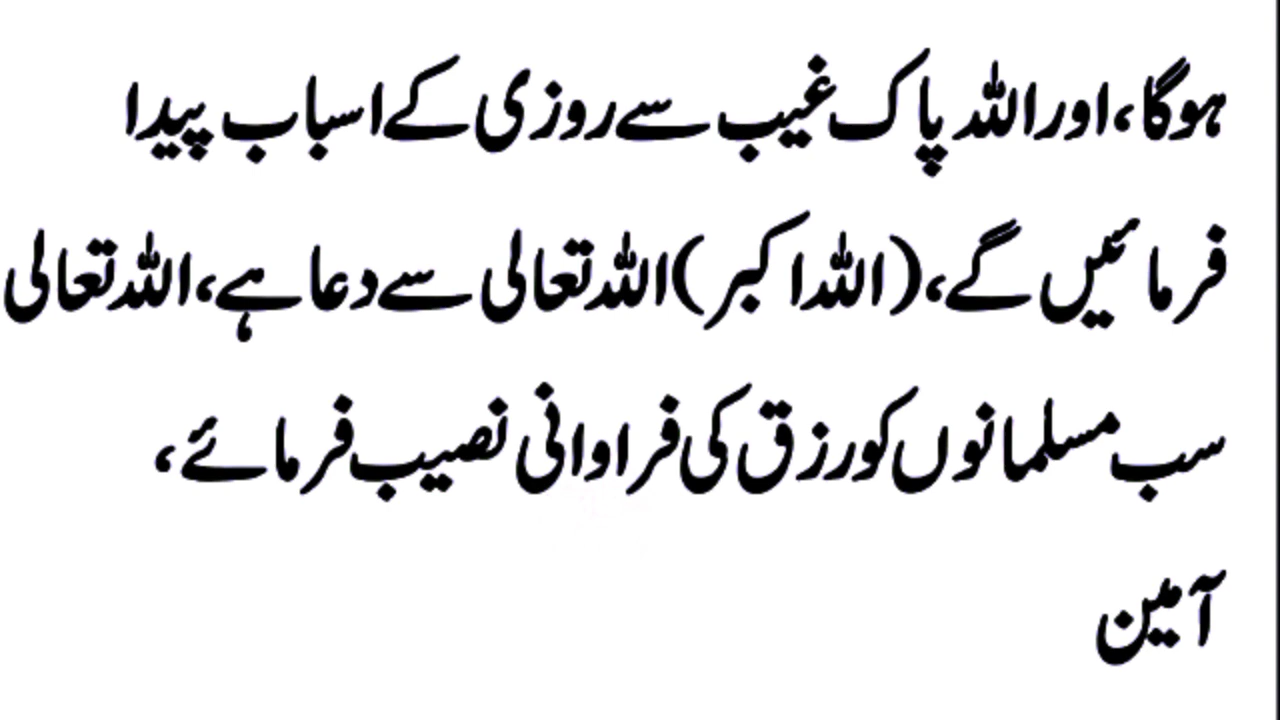 ہوگا، اور اللہ پاک غیب سے روزی کے اسباب پیدا
فرمائیں گے، (اللہ اکبر) اللہ تعالی سے دعا ہے، اللہ تعالی
سب مسلمانوں کو رزق کی فراوانی نصیب فرمائے،
آمین